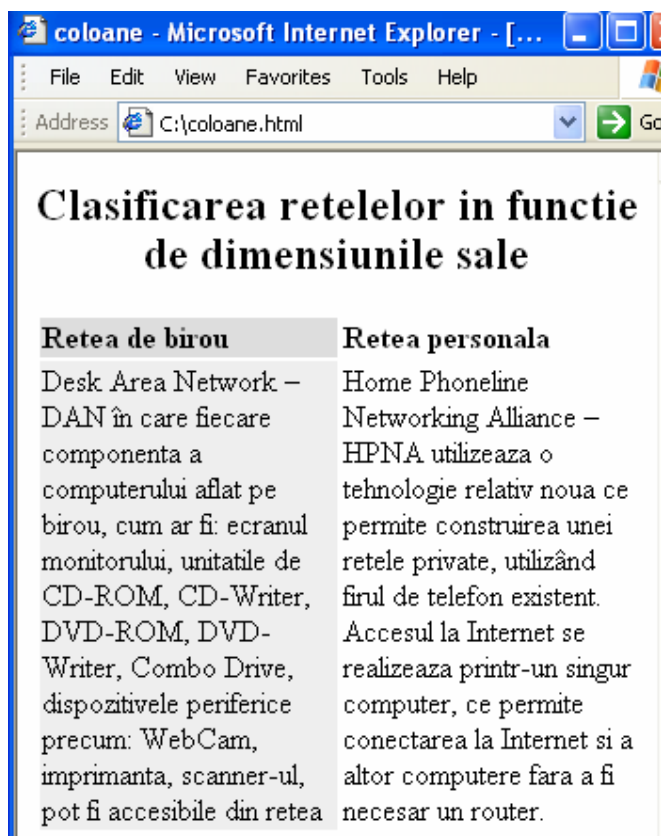 coloane - Microsoft Internet Explorer - [...
File Edit View Favorites Tools Help
Address C:\coloane.html Go
Clasificarea retelelor in functie
de dimensiunile sale
Retea de birou
Desk Area Network –
DAN în care fiecare
componenta a
computerului aflat pe
birou, cum ar fi: ecranul
monitorului, unitatile de
CD-ROM, CD-Writer,
DVD-ROM, DVD-
Writer, Combo Drive,
dispozitivele periferice
precum: WebCam,
imprimanta, scanner-ul,
pot fi accesibile din retea
Retea personala
Home Phoneline
Networking Alliance –
HPNA utilizeaza o
tehnologie relativ noua ce
permite construirea unei
retele private, utilizând
firul de telefon existent.
Accesul la Internet se
realizeaza printr-un singur
computer, ce permite
conectarea la Internet si a
altor computere fara a fi
necesar un router.